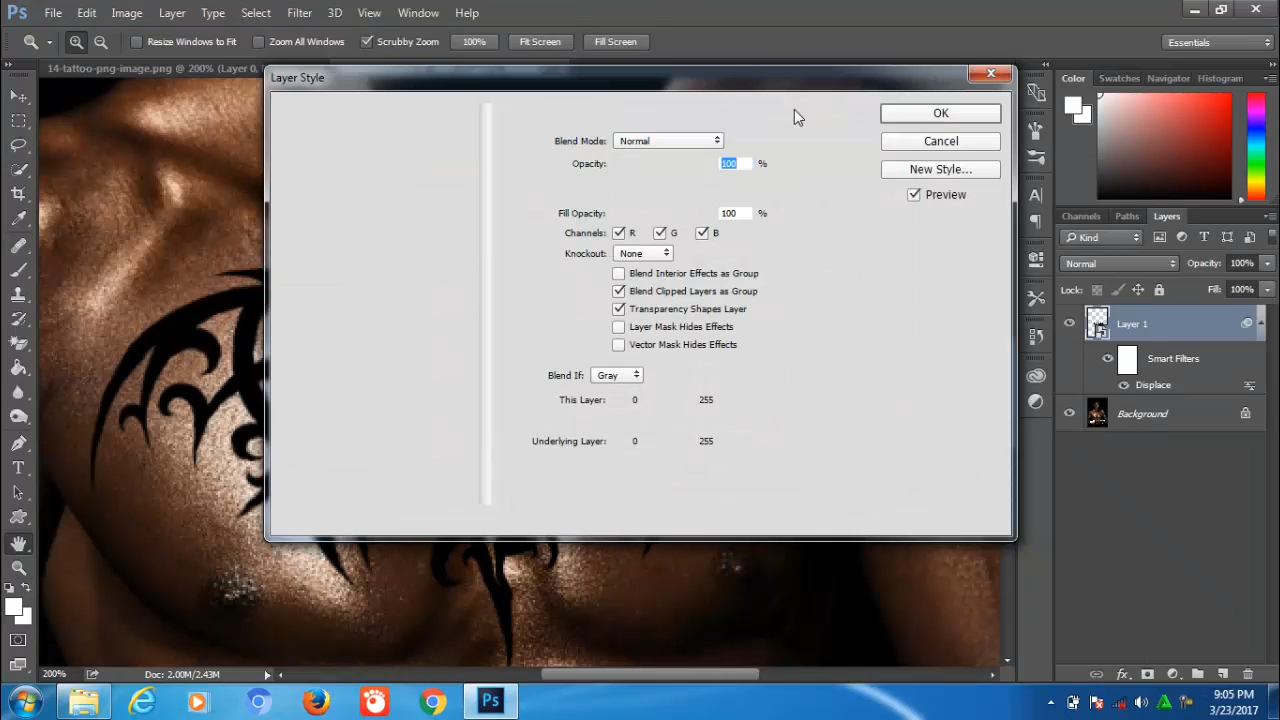 Ps File Edit Image Layer Type Select Filter 3D View Window Help
Resize Windows to Fit Zoom All Windows Scrubby Zoom 100% Fit Screen Fill Screen Essentials
14-tattoo-png-image.png @ 200% (Layer 0,
Layer Style
Color Swatches Navigator Histogram
OK
Blend Mode: Normal
Cancel
Opacity: 100 %
New Style...
Preview
Fill Opacity: 100 %
Channels: R G B
Knockout: None
Blend Interior Effects as Group
Blend Clipped Layers as Group
Transparency Shapes Layer
Layer Mask Hides Effects
Vector Mask Hides Effects
Blend If: Gray
This Layer: 0 255
Underlying Layer: 0 255
Channels Paths Layers
Kind
Normal Opacity: 100%
Lock: Fill: 100%
Layer 1
Smart Filters
Displace
Background
200% Doc: 2.00M/2.43M
Ps
9:05 PM
3/23/2017